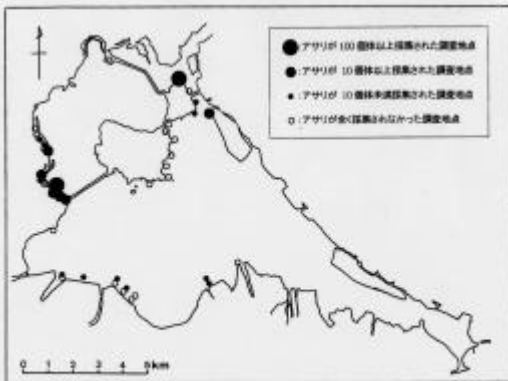 :アサリが 100 個体以上採集された調査地点
:アサリが 10 個体以上採集された調査地点
:アサリが 10 個体未満採集された調査地点
:アサリが全く採集されなかった調査地点
0 1 2 3 4 5 km